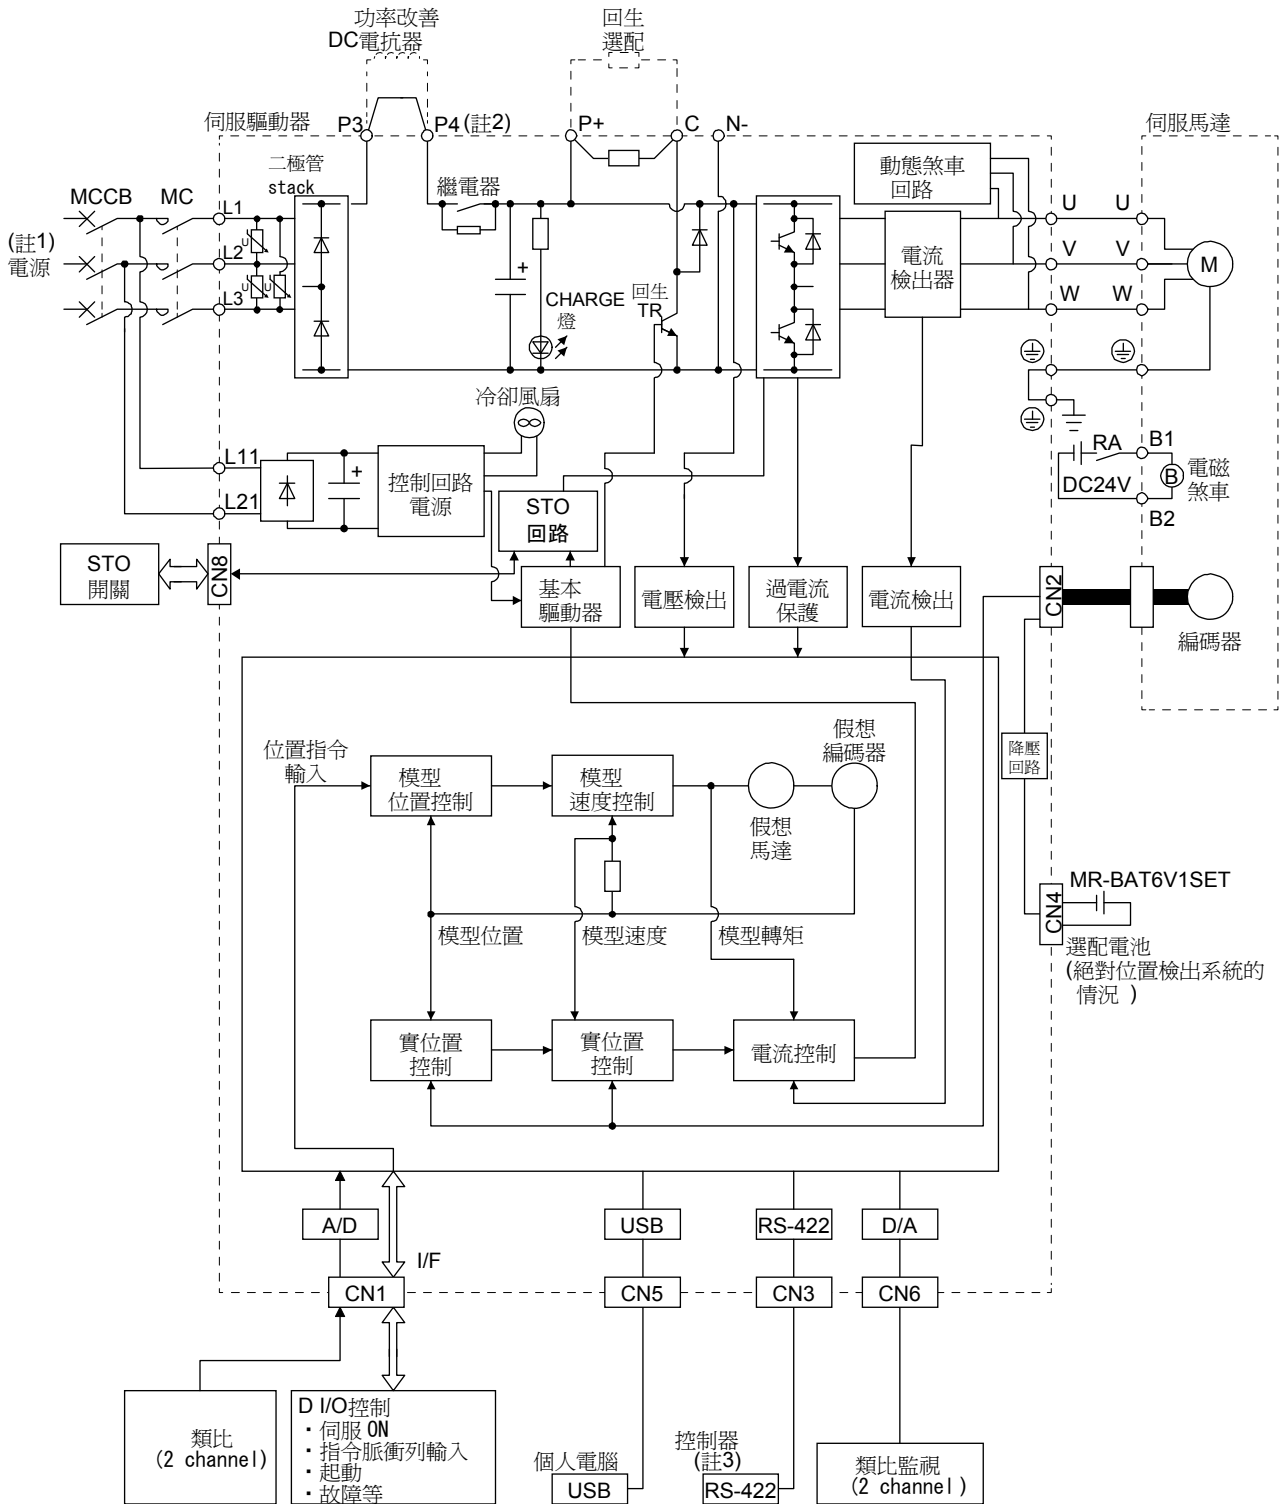 功率改善
DC電抗器
回生
選配
伺服驅動器
P3
P4 (註2)
P+
C
N-
伺服馬達
二極管
stack
繼電器
動態煞車
回路
MCCB
MC
L1
U
U
(註1)
電源
L2
電流
檢出器
V
V
M
L3
CHARGE
燈
回生
TR
W
W
U
U
U
+
冷卻風扇
L11
+
控制回路
電源
L21
STO
回路
RA
DC24V
B1
B
電磁
煞車
B2
STO
開關
CN8
基本
驅動器
電壓檢出
過電流
保護
電流檢出
CN2
編碼器
位置指令
輸入
模型
位置控制
模型
速度控制
假想
編碼器
假想
馬達
降壓
回路
模型位置
模型速度
模型轉矩
MR-BAT6V1SET
CN4
選配電池
(絕對位置檢出系統的
情況 )
實位置
控制
實位置
控制
電流控制
A/D
I/F
USB
RS-422
D/A
CN1
CN5
CN3
CN6
類比
(2 channel)
D I/O控制
・伺服 ON
・指令脈衝列輸入
・起動
・故障等
個人電腦
USB
控制器
(註3)
RS-422
類比監視
(2 channel)